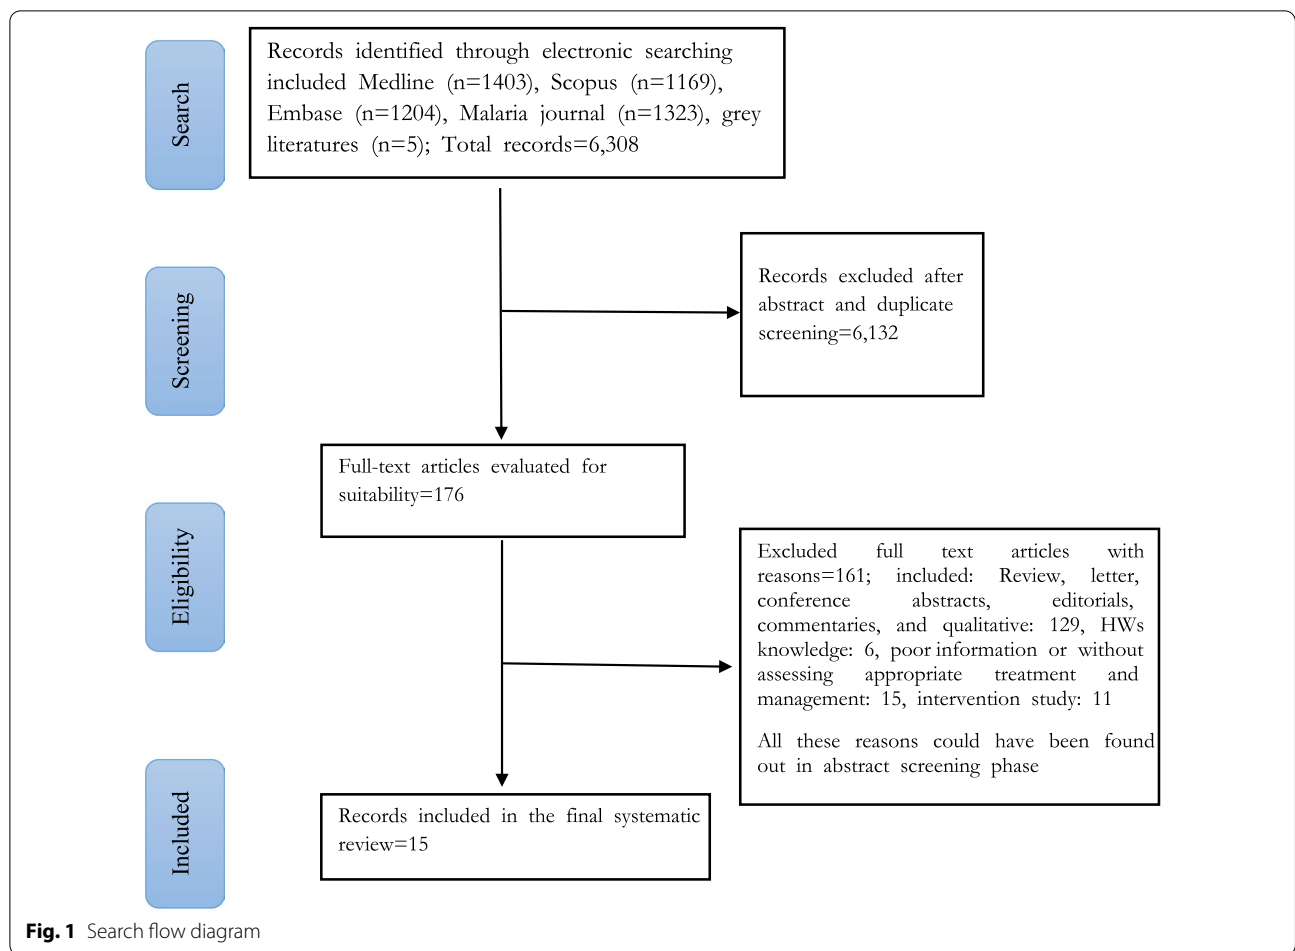 Search
Records identified through electronic searching
included Medline (n=1403), Scopus (n=1169),
Embase (n=1204), Malaria journal (n=1323), grey
literatures (n=5); Total records=6,308
Screening
Records excluded after
abstract and duplicate
screening=6,132
Full-text articles evaluated for
suitability=176
Eligibility
Excluded full text articles with
reasons=161; included: Review, letter,
conference abstracts, editorials,
commentaries, and qualitative: 129, HWs
knowledge: 6, poor information or without
assessing appropriate treatment and
management: 15, intervention study: 11
All these reasons could have been found
out in abstract screening phase
Included
Records included in the final systematic
review=15
Fig. 1 Search flow diagram